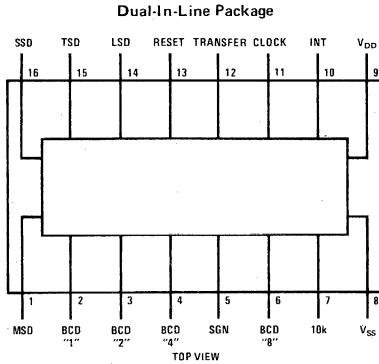 Dual-In-Line Package
SSD TSD LSD RESET TRANSFER CLOCK INT VDD
16 15 14 13 12 11 10 9
1 2 3 4 5 6 7 8
MSD BCD BCD BCD SGN BCD 10k VSS
"1" "2" "4" "8"
TOP VIEW